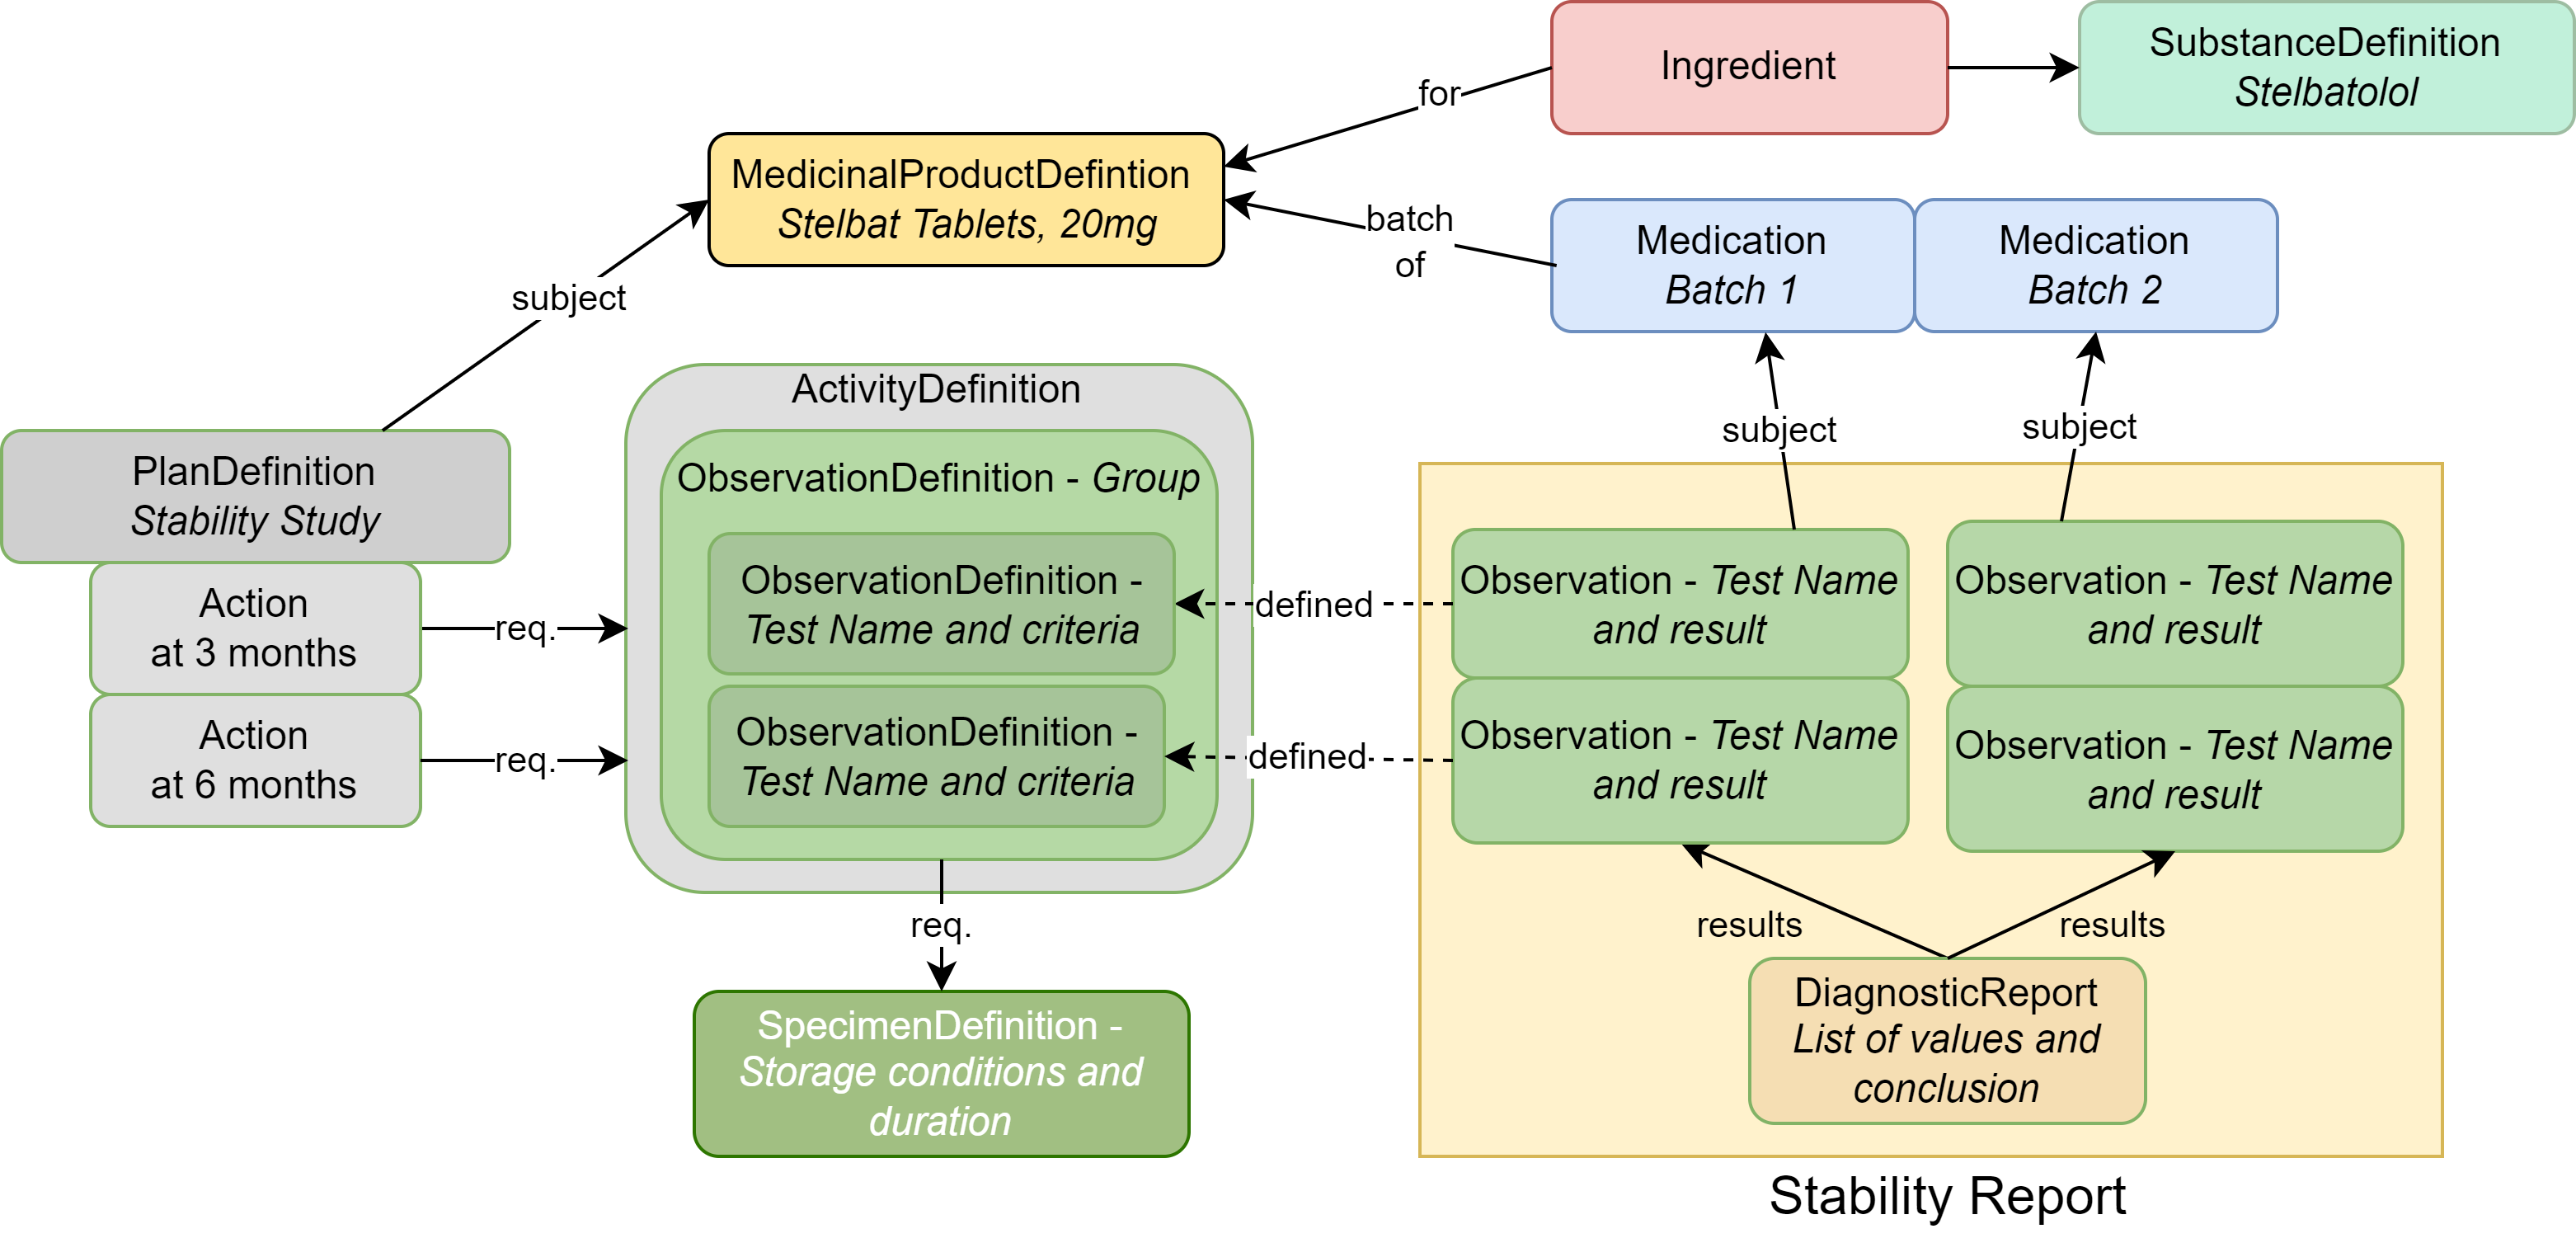 Ingredient
SubstanceDefinition
Stelbatolol
for
MedicinalProductDefintion
Stelbat Tablets, 20mg
batch
of
Medication
Batch 1
Medication
Batch 2
subject
ActivityDefinition
subject
subject
PlanDefinition
Stability Study
ObservationDefinition - Group
Action
at 3 months
req.
ObservationDefinition -
Test Name and criteria
defined
Observation - Test Name
and result
Observation - Test Name
and result
Action
at 6 months
req.
ObservationDefinition -
Test Name and criteria
defined
Observation - Test Name
and result
Observation - Test Name
and result
req.
results
results
SpecimenDefinition -
Storage conditions and
duration
DiagnosticReport
List of values and
conclusion
Stability Report